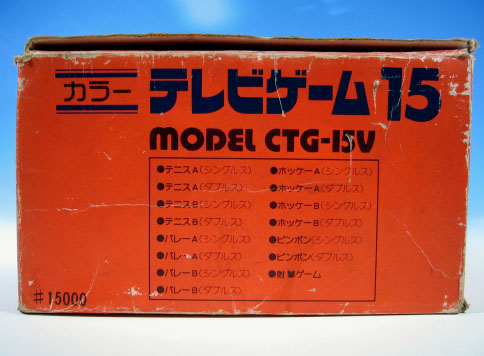 カラー テレビゲーム15
MODEL CTG-15V
●テニスA(シングルス)
●テニスA(ダブルス)
●テニスB(シングルス)
●テニスB(ダブルス)
●バレーA(シングルス)
●バレーA(ダブルス)
●バレーB(シングルス)
●バレーB(ダブルス)
●ホッケーA(シングルス)
●ホッケーA(ダブルス)
●ホッケーB(シングルス)
●ホッケーB(ダブルス)
●ピンポン(シングルス)
●ピンポン(ダブルス)
●射撃ゲーム
#15000